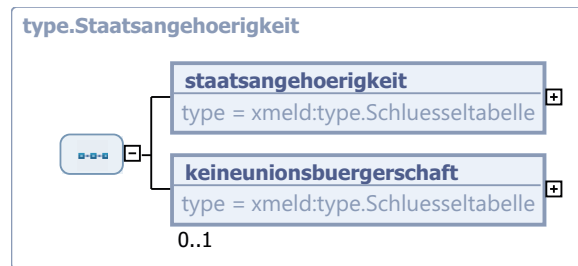 type.Staatsangehoerigkeit
staatsangehoerigkeit
type = xmeld:type.Schluesseltabelle
keineunionsbuergerschaft
type = xmeld:type.Schluesseltabelle
0..1